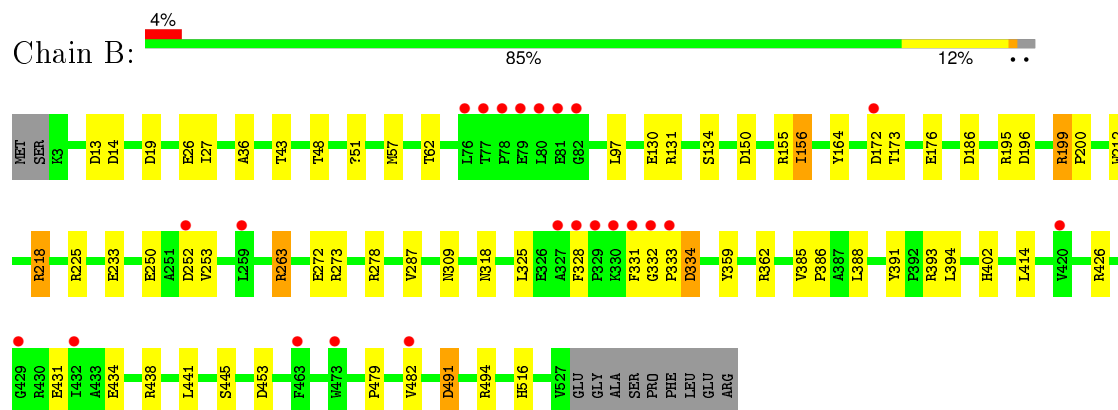 4%
Chain B:
85% 12% • •
MET SER K3 D13 D14 D19 E26 I27 A36 T43 T48 ?51 M57 T62 L76 T77 P78 E79 L80 E81 G82 L97 E130 R131 S134 D150 R155 I156 Y164 D172 T173 E176 D186 R195 D196 R199 P200 W212
R218 R225 E233 E250 A251 D252 V253 L259 R263 E272 R273 R278 V287 N309 N318 L325 E326 A327 F328 P329 K330 F331 G332 P333 D334 Y359 R362 V385 P386 A387 L388 Y391 P392 R393 L394 H402 L414 V420 R426
G429 R430 E431 I432 A433 E434 R438 L441 S445 D453 F463 W473 P479 V482 D491 R494 H516 V527 GLU GLY ALA SER PRO PHE LEU GLU ARG